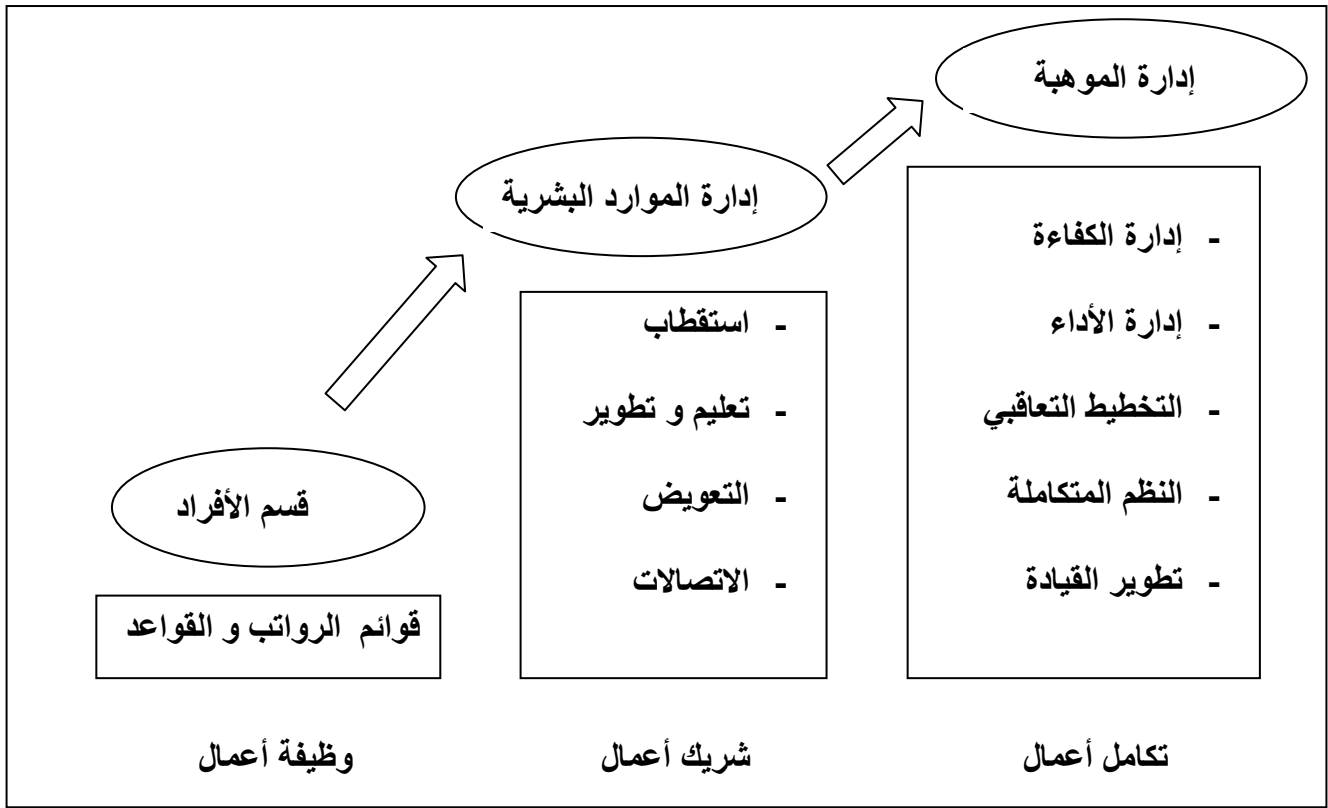 إدارة الموهبة
إدارة الموارد البشرية
- إدارة الكفاءة
- إدارة الأداء
- التخطيط التعاقبي
- النظم المتكاملة
- تطوير القيادة
- استقطاب
- تعليم و تطوير
- التعويض
- الاتصالات
قسم الأفراد
قوائم الرواتب و القواعد
تكامل أعمال
شريك أعمال
وظيفة أعمال